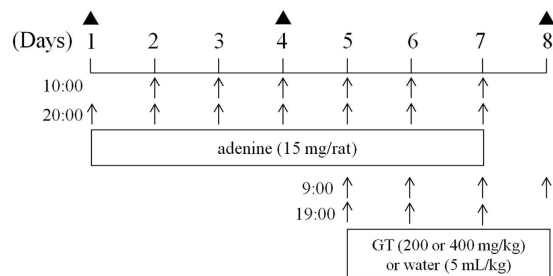 (Days) 1 2 3 4 5 6 7 8
10:00
20:00
adenine (15 mg/rat)
9:00
19:00
GT (200 or 400 mg/kg)
or water (5 mL/kg)